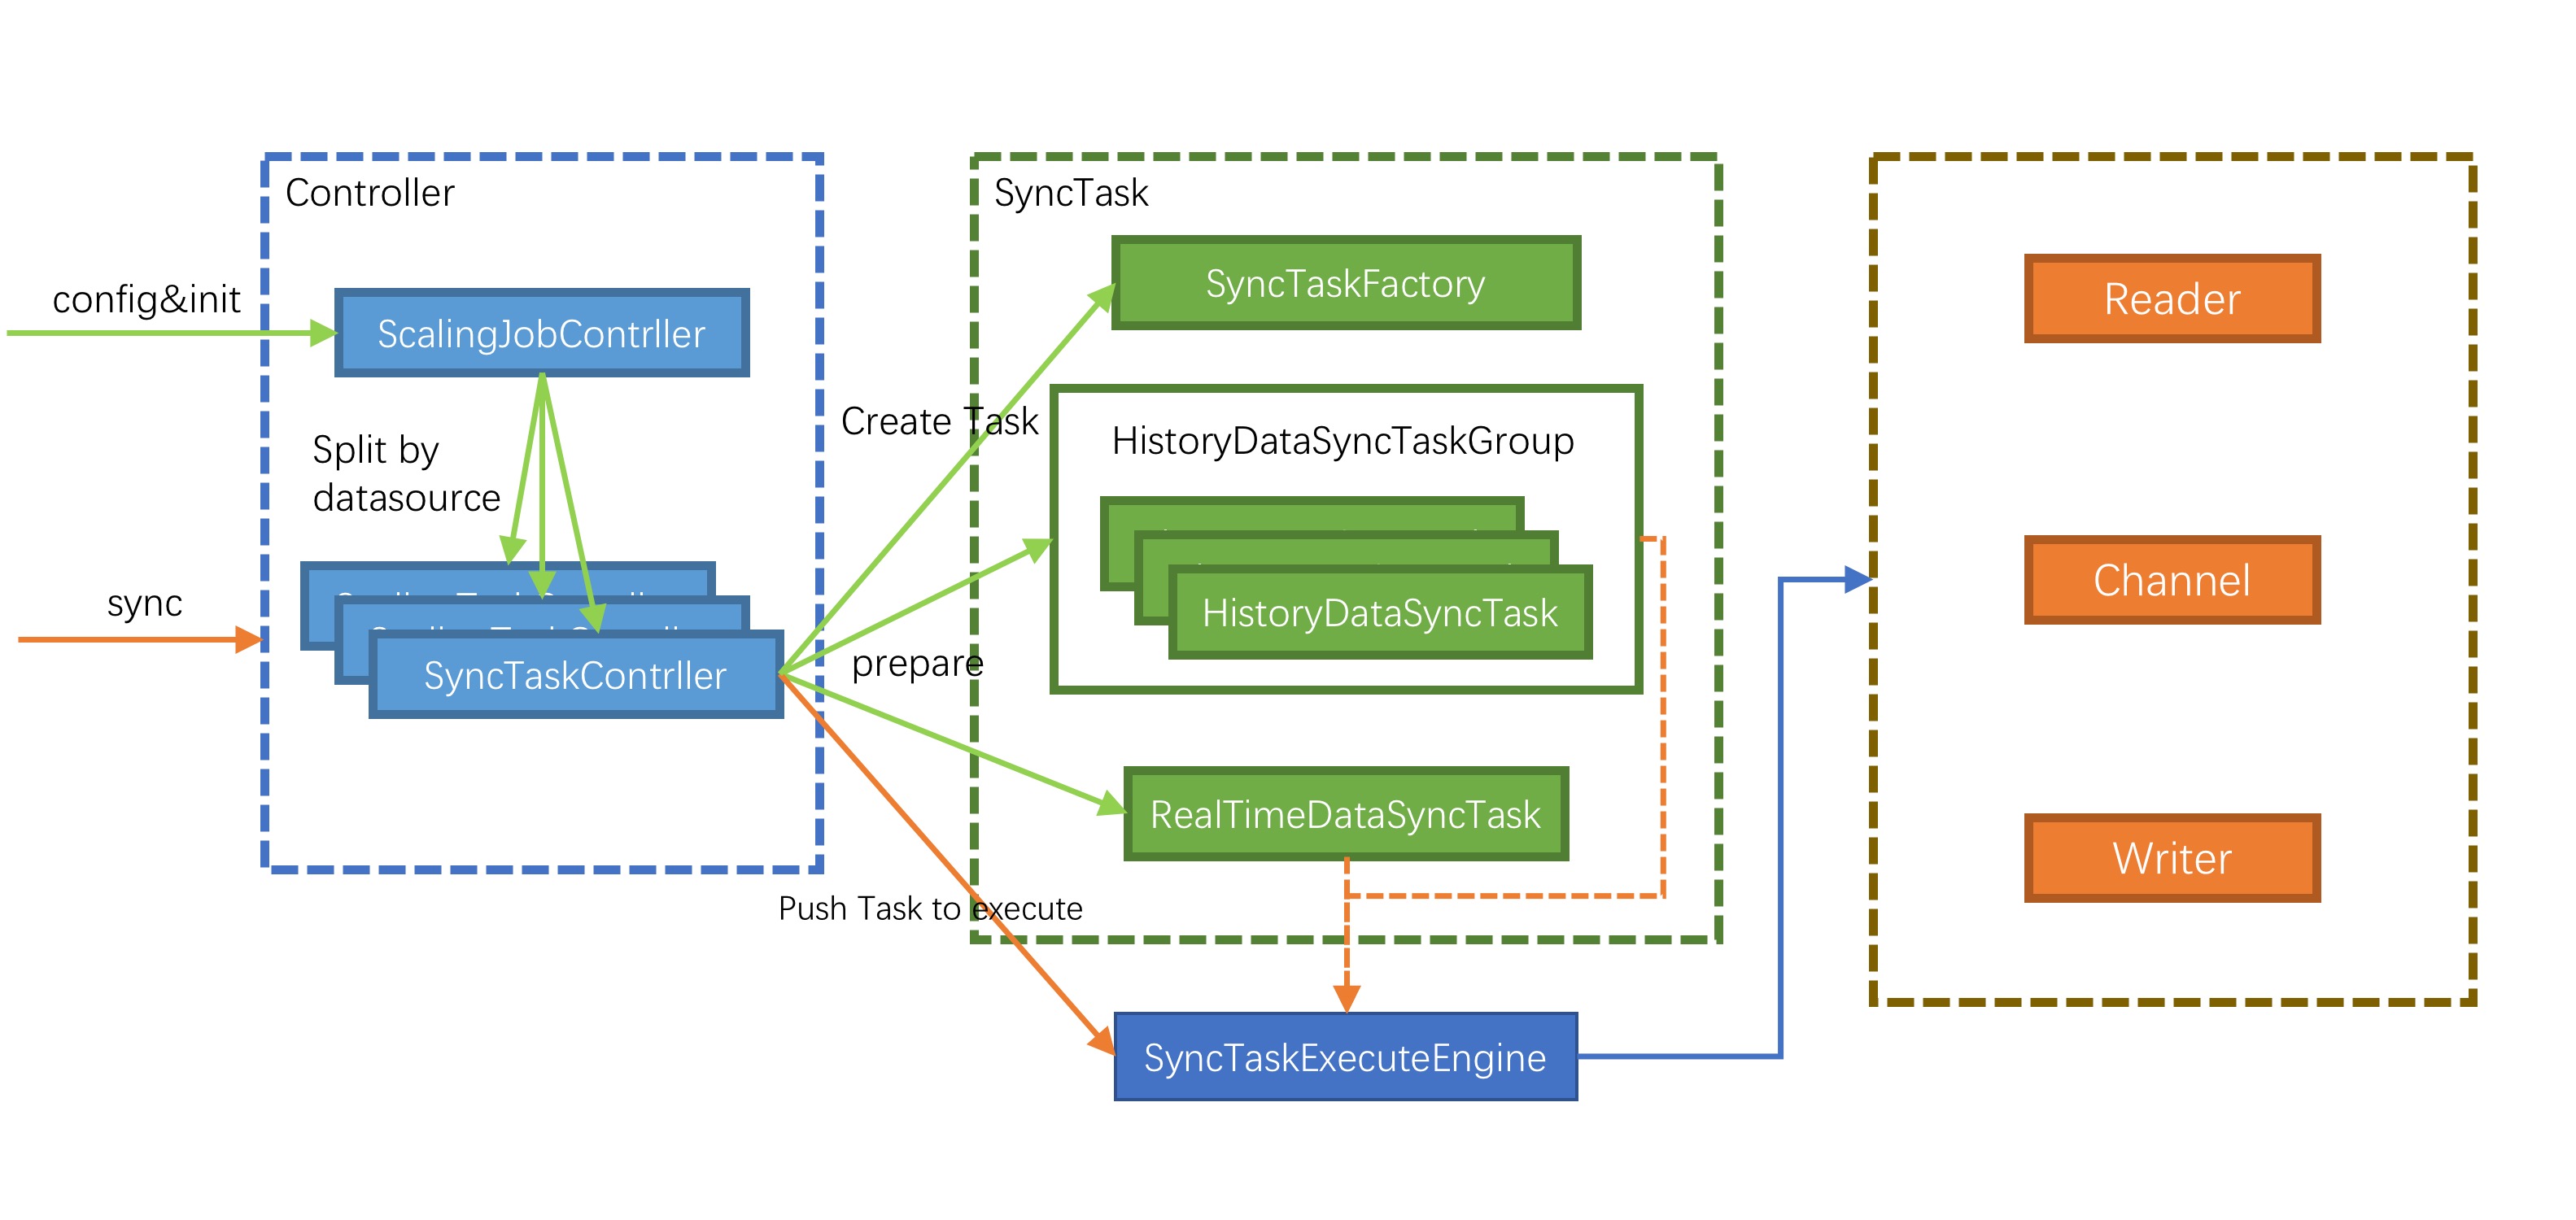 Controller
config&init
ScalingJobContrller
Split by
datasource
sync
SyncTaskContrller
Create Task
prepare
Push Task to execute
SyncTask
SyncTaskFactory
HistoryDataSyncTaskGroup
HistoryDataSyncTask
RealTimeDataSyncTask
SyncTaskExecuteEngine
Reader
Channel
Writer